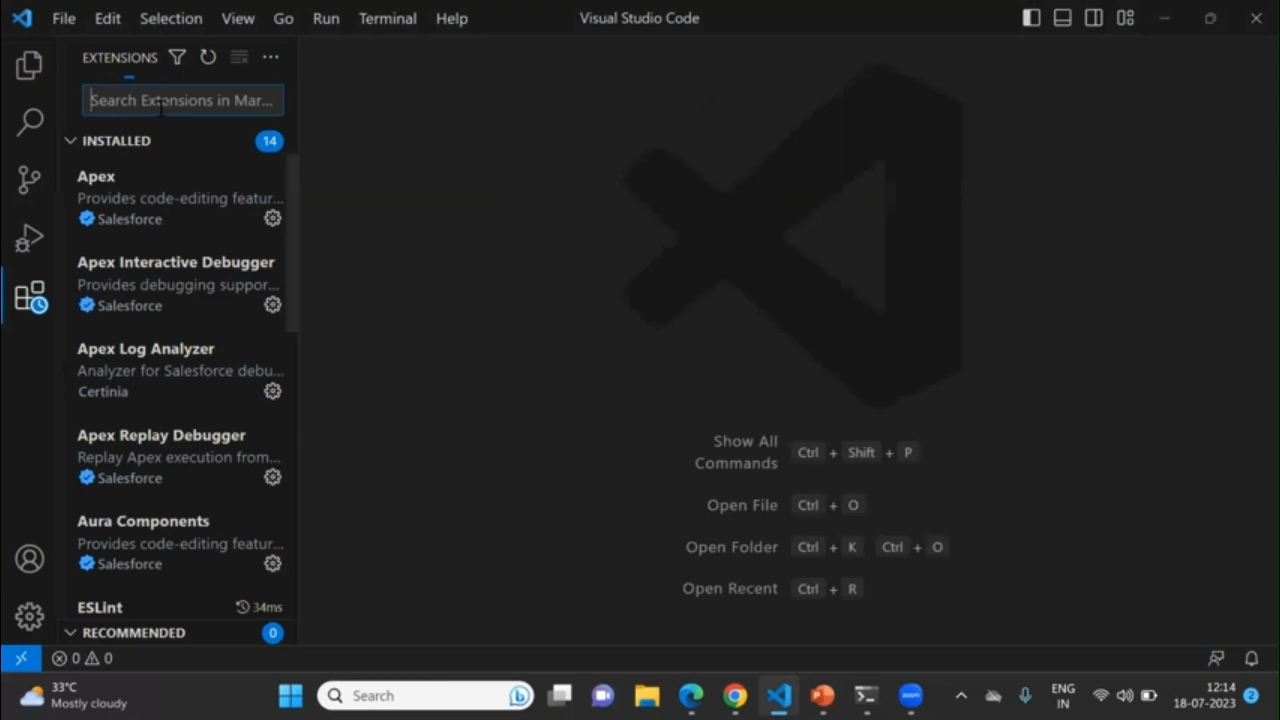 File Edit Selection View Go Run Terminal Help Visual Studio Code
EXTENSIONS
Search Extensions in Mar...
INSTALLED 14
Apex
Provides code-editing featur...
Salesforce
Apex Interactive Debugger
Provides debugging suppor...
Salesforce
Apex Log Analyzer
Analyzer for Salesforce debu...
Certinia
Apex Replay Debugger
Replay Apex execution from...
Salesforce
Aura Components
Provides code-editing featur...
Salesforce
ESLint 34ms
RECOMMENDED 0
Show All
Commands Ctrl + Shift + P
Open File Ctrl + O
Open Folder Ctrl + K Ctrl + O
Open Recent Ctrl + R
0 0
33°C
Mostly cloudy
Search
zoom
ENG
IN
12:14
18-07-2023
2